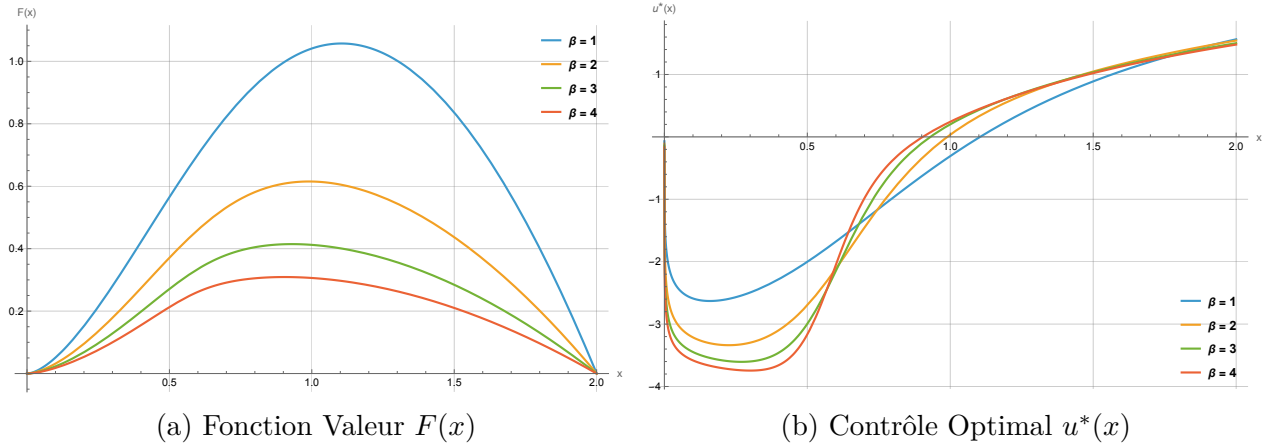 F(x)
1.0
0.8
0.6
0.4
0.2
0.5
1.0
1.5
2.0
x
β = 1
β = 2
β = 3
β = 4
(a) Fonction Valeur F(x)
u*(x)
1
-1
-2
-3
-4
0.5
1.0
1.5
2.0
x
β = 1
β = 2
β = 3
β = 4
(b) Contrôle Optimal u*(x)